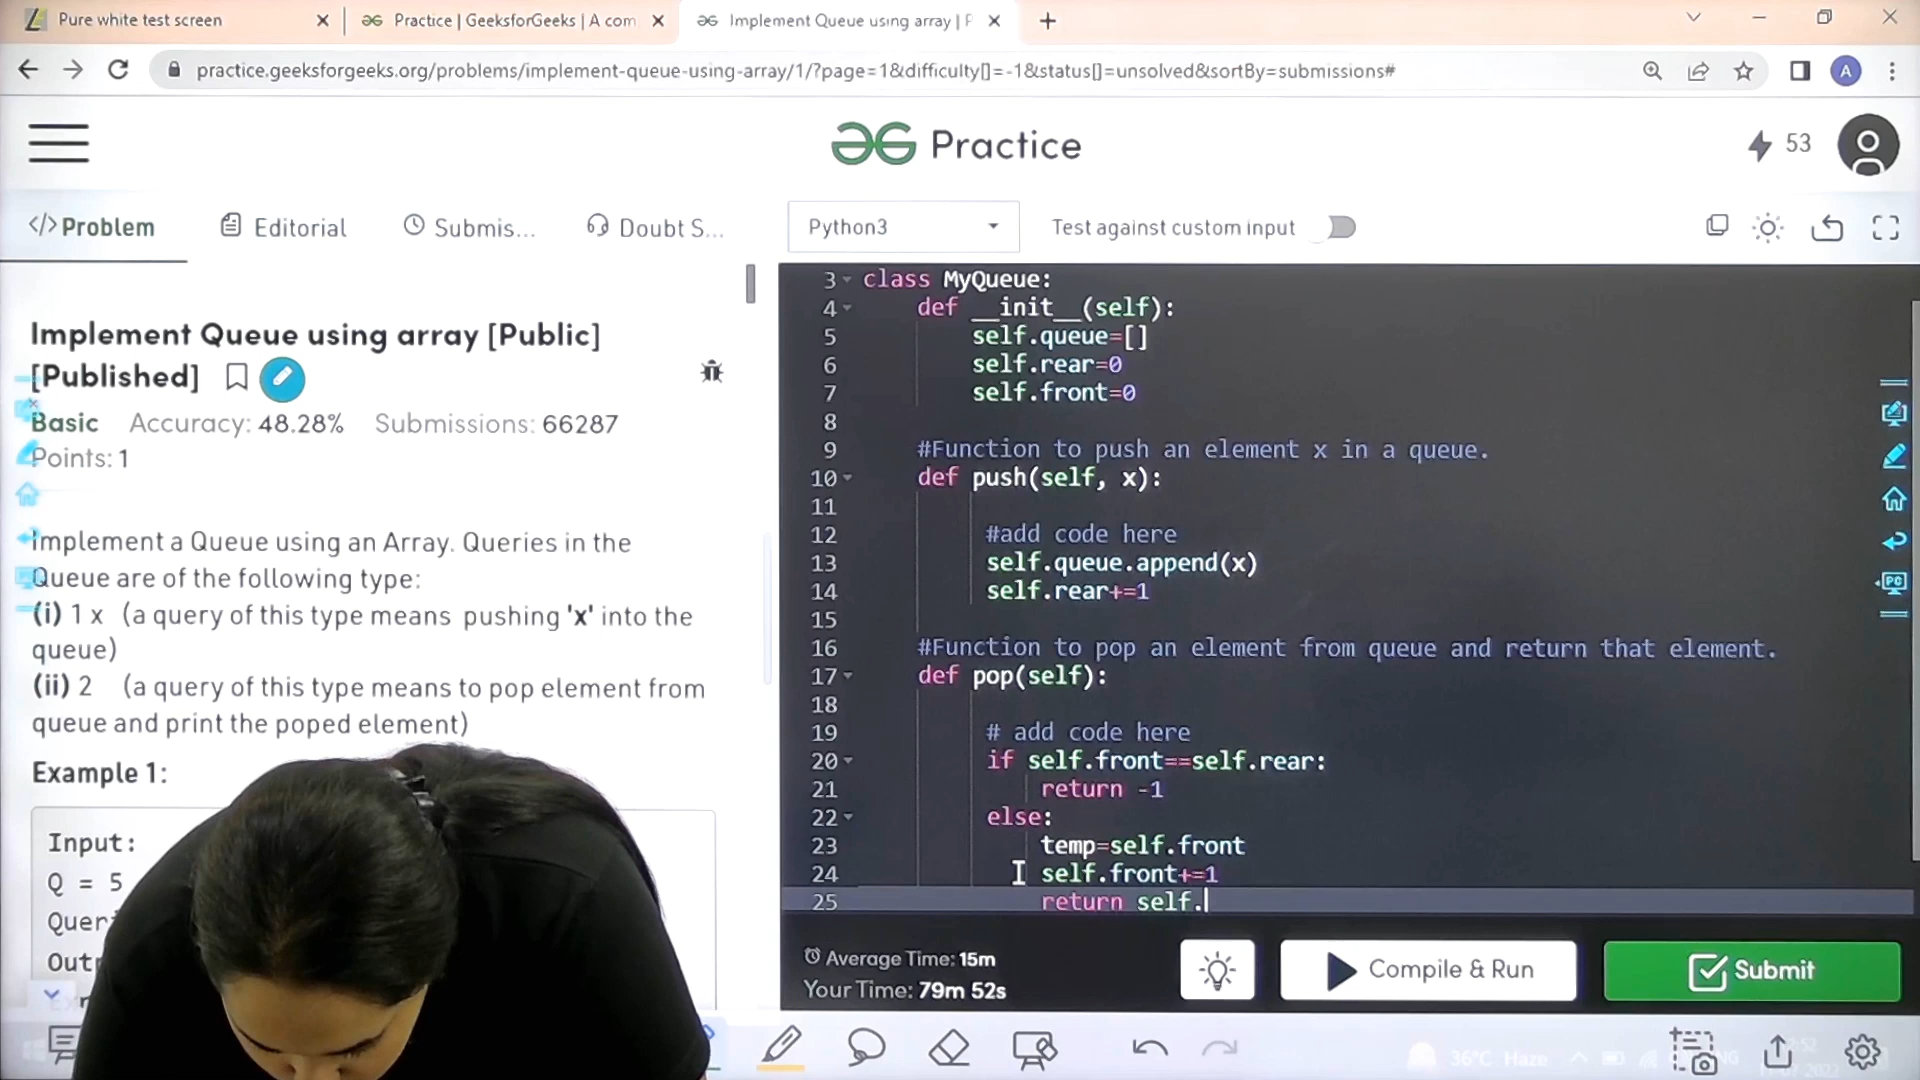 Pure white test screen
Practice | GeeksforGeeks | A com
Implement Queue using array | P
practice.geeksforgeeks.org/problems/implement-queue-using-array/1/?page=1&difficulty[]=-1&status[]=unsolved&sortBy=submissions#
A
Practice
53
</> Problem
Editorial
Submis...
Doubt S...
Python3
Test against custom input
Implement Queue using array [Public]
[Published]
Basic Accuracy: 48.28% Submissions: 66287
Points: 1
Implement a Queue using an Array. Queries in the
Queue are of the following type:
(i) 1 x (a query of this type means pushing 'x' into the
queue)
(ii) 2 (a query of this type means to pop element from
queue and print the poped element)
Example 1:
Input:
Q = 5
3 class MyQueue:
4 def __init__(self):
5 self.queue=[]
6 self.rear=0
7 self.front=0
8
9 #Function to push an element x in a queue.
10 def push(self, x):
11
12 #add code here
13 self.queue.append(x)
14 self.rear+=1
15
16 #Function to pop an element from queue and return that element.
17 def pop(self):
18
19 # add code here
20 if self.front==self.rear:
21 return -1
22 else:
23 temp=self.front
24 self.front+=1
25 return self.
PC
Average Time: 15m
Your Time: 79m 52s
Compile & Run
Submit
36°C Haze